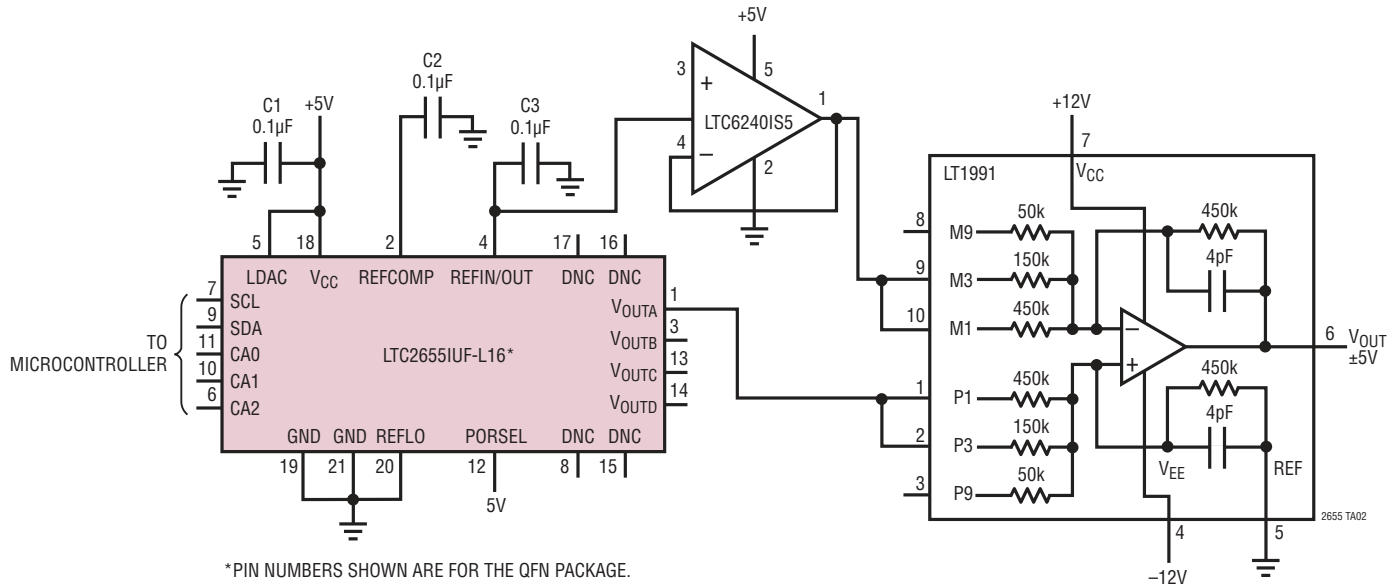 +5V
C2
0.1µF
C1
0.1µF
+5V
C3
0.1µF
3
+
5
1
LTC6240IS5
4
–
2
+12V
7
LT1991
VCC
8
M9
50k
450k
9
M3
150k
4pF
10
M1
450k
–
+
6
VOUT
±5V
1
P1
450k
450k
2
P3
150k
4pF
3
P9
50k
VEE
REF
4
5
–12V
2655 TA02
5
18
2
4
17
16
LDAC
VCC
REFCOMP
REFIN/OUT
DNC
DNC
TO
MICROCONTROLLER
7
SCL
9
SDA
11
CA0
10
CA1
6
CA2
LTC2655IUF-L16*
VOUTA
1
VOUTB
3
VOUTC
13
VOUTD
14
GND
GND
REFLO
PORSEL
DNC
DNC
19
21
20
12
8
15
5V
*PIN NUMBERS SHOWN ARE FOR THE QFN PACKAGE.